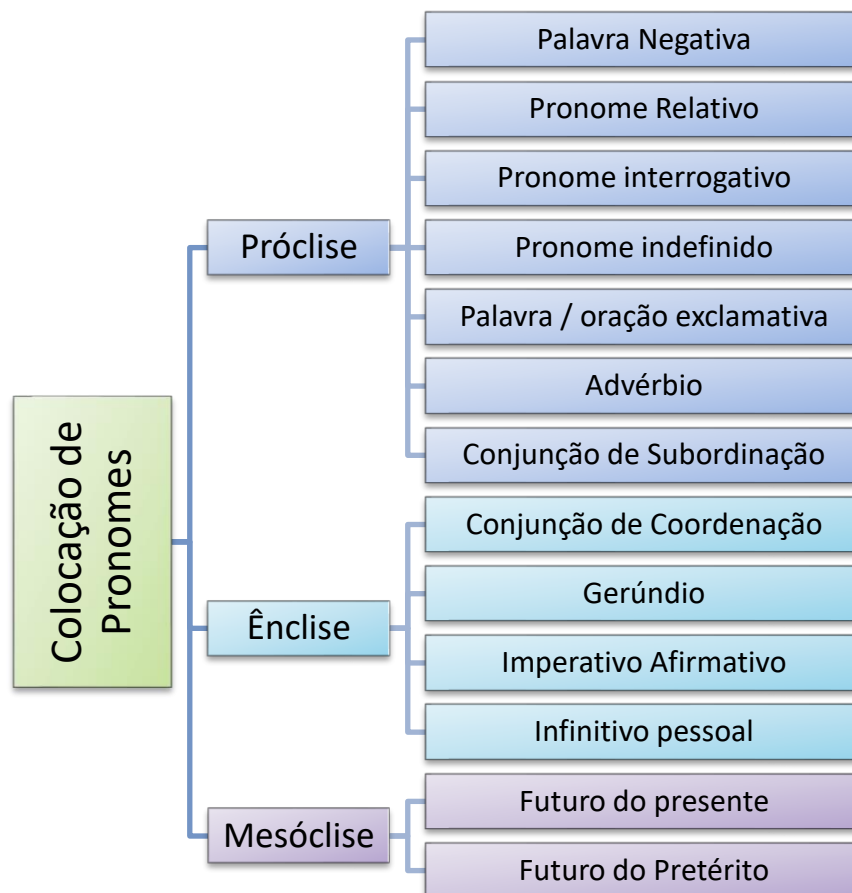 Colocação de
Pronomes
Próclise
Palavra Negativa
Pronome Relativo
Pronome interrogativo
Pronome indefinido
Palavra / oração exclamativa
Advérbio
Conjunção de Subordinação
Ênclise
Conjunção de Coordenação
Gerúndio
Imperativo Afirmativo
Infinitivo pessoal
Mesóclise
Futuro do presente
Futuro do Pretérito